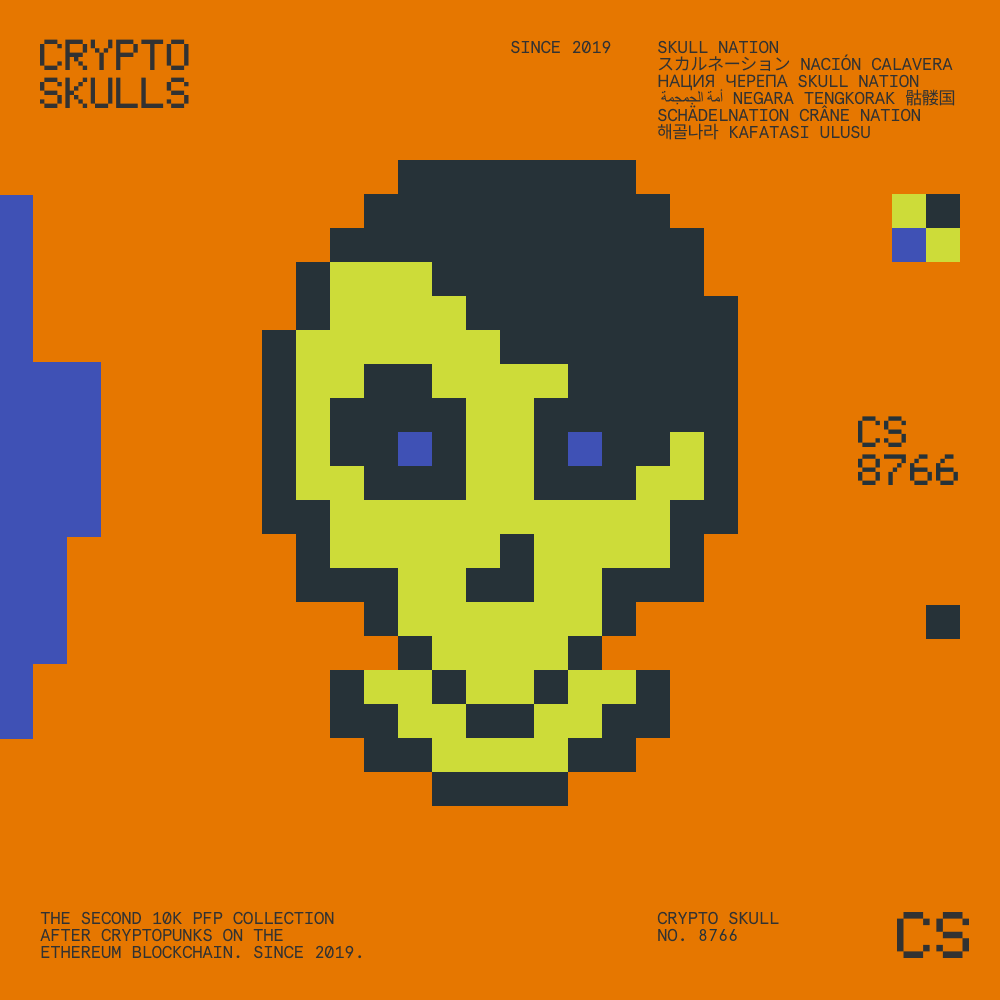 CRYPTO
SKULLS
SINCE 2019
SKULL NATION
スカルネーション NACIÓN CALAVERA
НАЦИЯ ЧЕРЕПА SKULL NATION
أمة الجمجمة NEGARA TENGKORAK 骷髅国
SCHÄDELNATION CRÂNE NATION
해골나라 KAFATASI ULUSU
CS
8766
THE SECOND 10K PFP COLLECTION
AFTER CRYPTOPUNKS ON THE
ETHEREUM BLOCKCHAIN. SINCE 2019.
CRYPTO SKULL
NO. 8766
CS